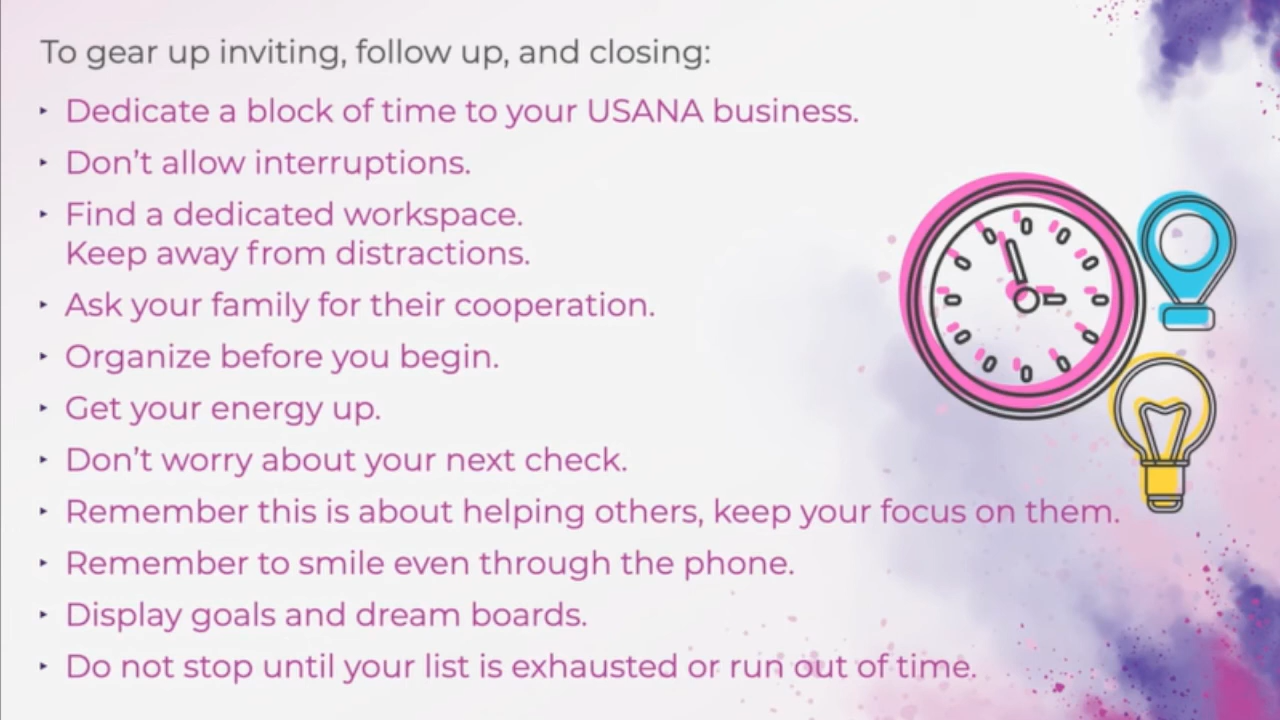 To gear up inviting, follow up, and closing:
‣ Dedicate a block of time to your USANA business.
‣ Don't allow interruptions.
‣ Find a dedicated workspace.
Keep away from distractions.
‣ Ask your family for their cooperation.
‣ Organize before you begin.
‣ Get your energy up.
‣ Don't worry about your next check.
‣ Remember this is about helping others, keep your focus on them.
‣ Remember to smile even through the phone.
‣ Display goals and dream boards.
‣ Do not stop until your list is exhausted or run out of time.